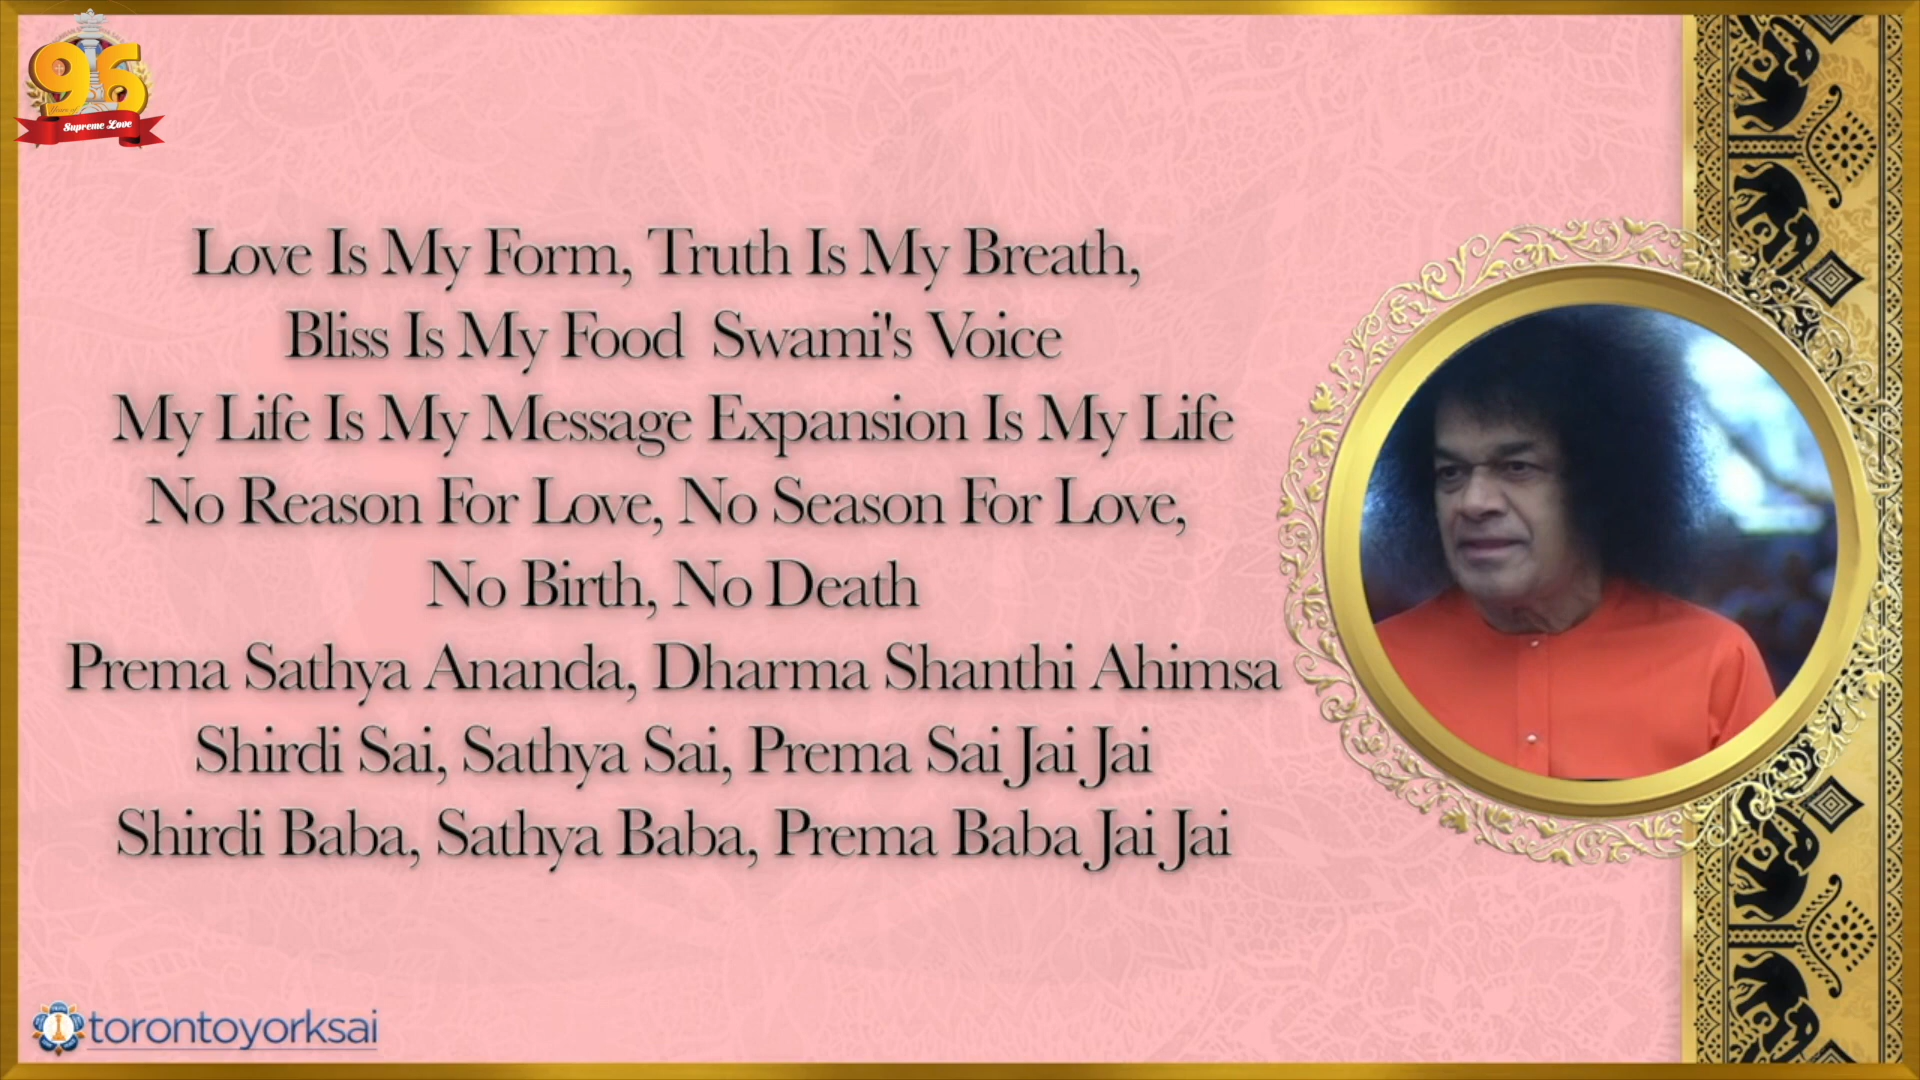 96
Years of
Supreme Love
Love Is My Form, Truth Is My Breath,
Bliss Is My Food  Swami's Voice
My Life Is My Message Expansion Is My Life
No Reason For Love, No Season For Love,
No Birth, No Death
Prema Sathya Ananda, Dharma Shanthi Ahimsa
Shirdi Sai, Sathya Sai, Prema Sai Jai Jai
Shirdi Baba, Sathya Baba, Prema Baba Jai Jai
torontoyorksai